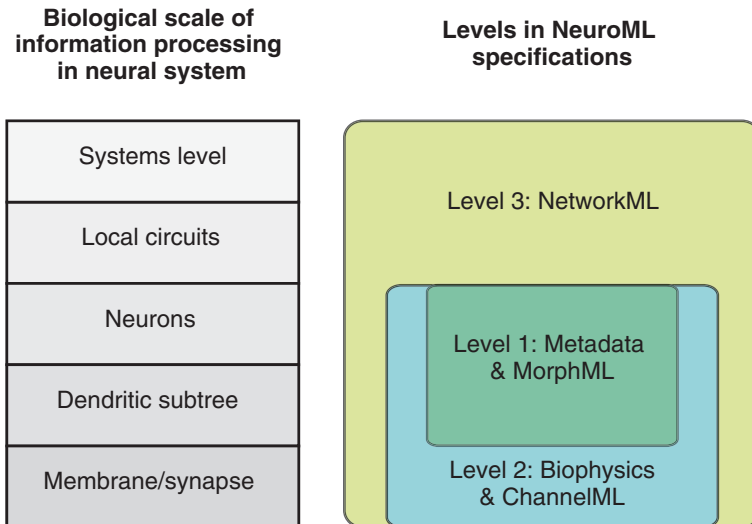 Biological scale of
information processing
in neural system
Levels in NeuroML
specifications
Systems level
Local circuits
Neurons
Dendritic subtree
Membrane/synapse
Level 3: NetworkML
Level 1: Metadata
& MorphML
Level 2: Biophysics
& ChannelML